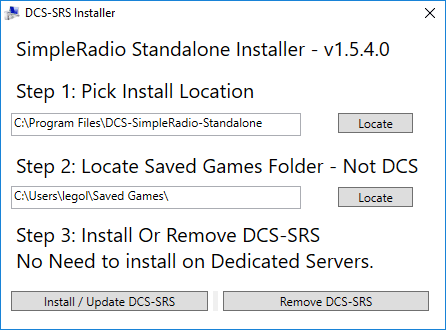 DCS-SRS Installer
SimpleRadio Standalone Installer - v1.5.4.0
Step 1: Pick Install Location
C:\Program Files\DCS-SimpleRadio-Standalone
Locate
Step 2: Locate Saved Games Folder - Not DCS
C:\Users\legol\Saved Games\
Locate
Step 3: Install Or Remove DCS-SRS
No Need to install on Dedicated Servers.
Install / Update DCS-SRS
Remove DCS-SRS